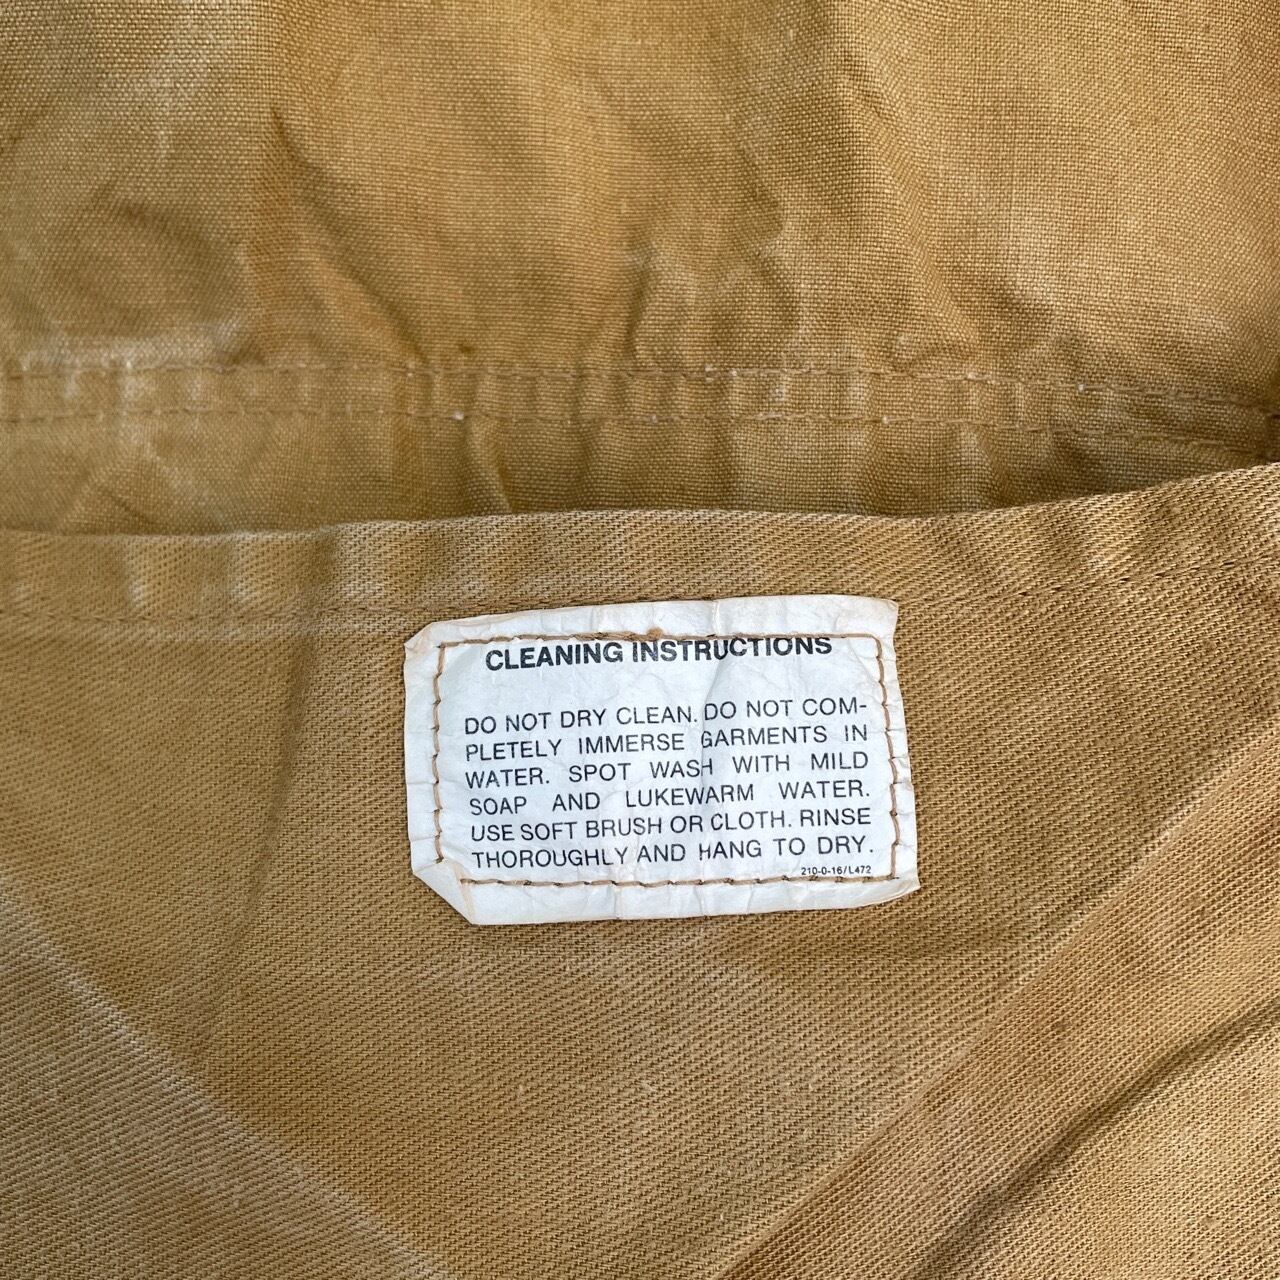 CLEANING INSTRUCTIONS
DO NOT DRY CLEAN. DO NOT COM-
PLETELY IMMERSE GARMENTS IN
WATER. SPOT WASH WITH MILD
SOAP AND LUKEWARM WATER.
USE SOFT BRUSH OR CLOTH. RINSE
THOROUGHLY AND HANG TO DRY.
210-0-16/L472